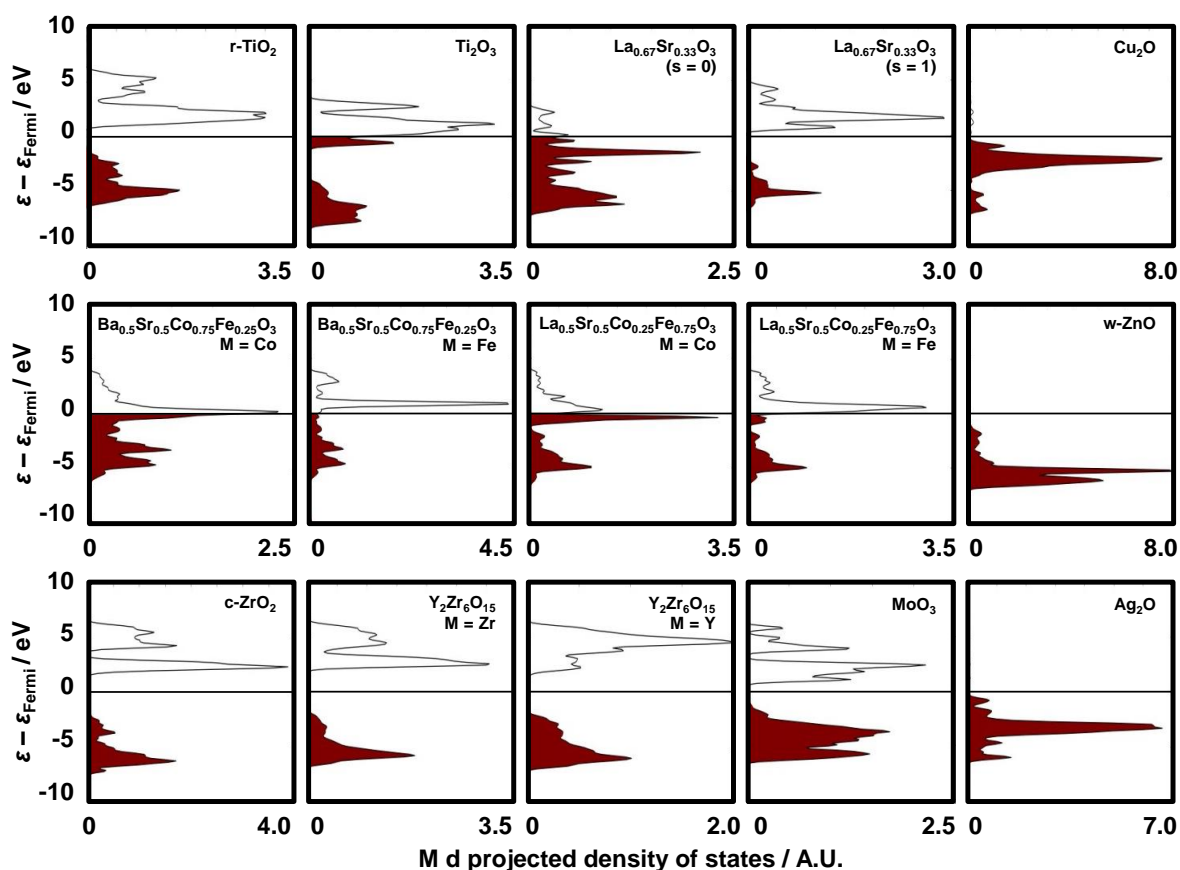 ε − εFermi / eV
10
5
0
-5
-10
r-TiO2
0 3.5
Ti2O3
0 3.5
La0.67Sr0.33O3
(s = 0)
0 2.5
La0.67Sr0.33O3
(s = 1)
0 3.0
Cu2O
0 8.0
ε − εFermi / eV
10
5
0
-5
-10
Ba0.5Sr0.5Co0.75Fe0.25O3
M = Co
0 2.5
Ba0.5Sr0.5Co0.75Fe0.25O3
M = Fe
0 4.5
La0.5Sr0.5Co0.25Fe0.75O3
M = Co
0 3.5
La0.5Sr0.5Co0.25Fe0.75O3
M = Fe
0 3.5
w-ZnO
0 8.0
ε − εFermi / eV
10
5
0
-5
-10
c-ZrO2
0 4.0
Y2Zr6O15
M = Zr
0 3.5
Y2Zr6O15
M = Y
0 2.0
MoO3
0 2.5
Ag2O
0 7.0
M d projected density of states / A.U.